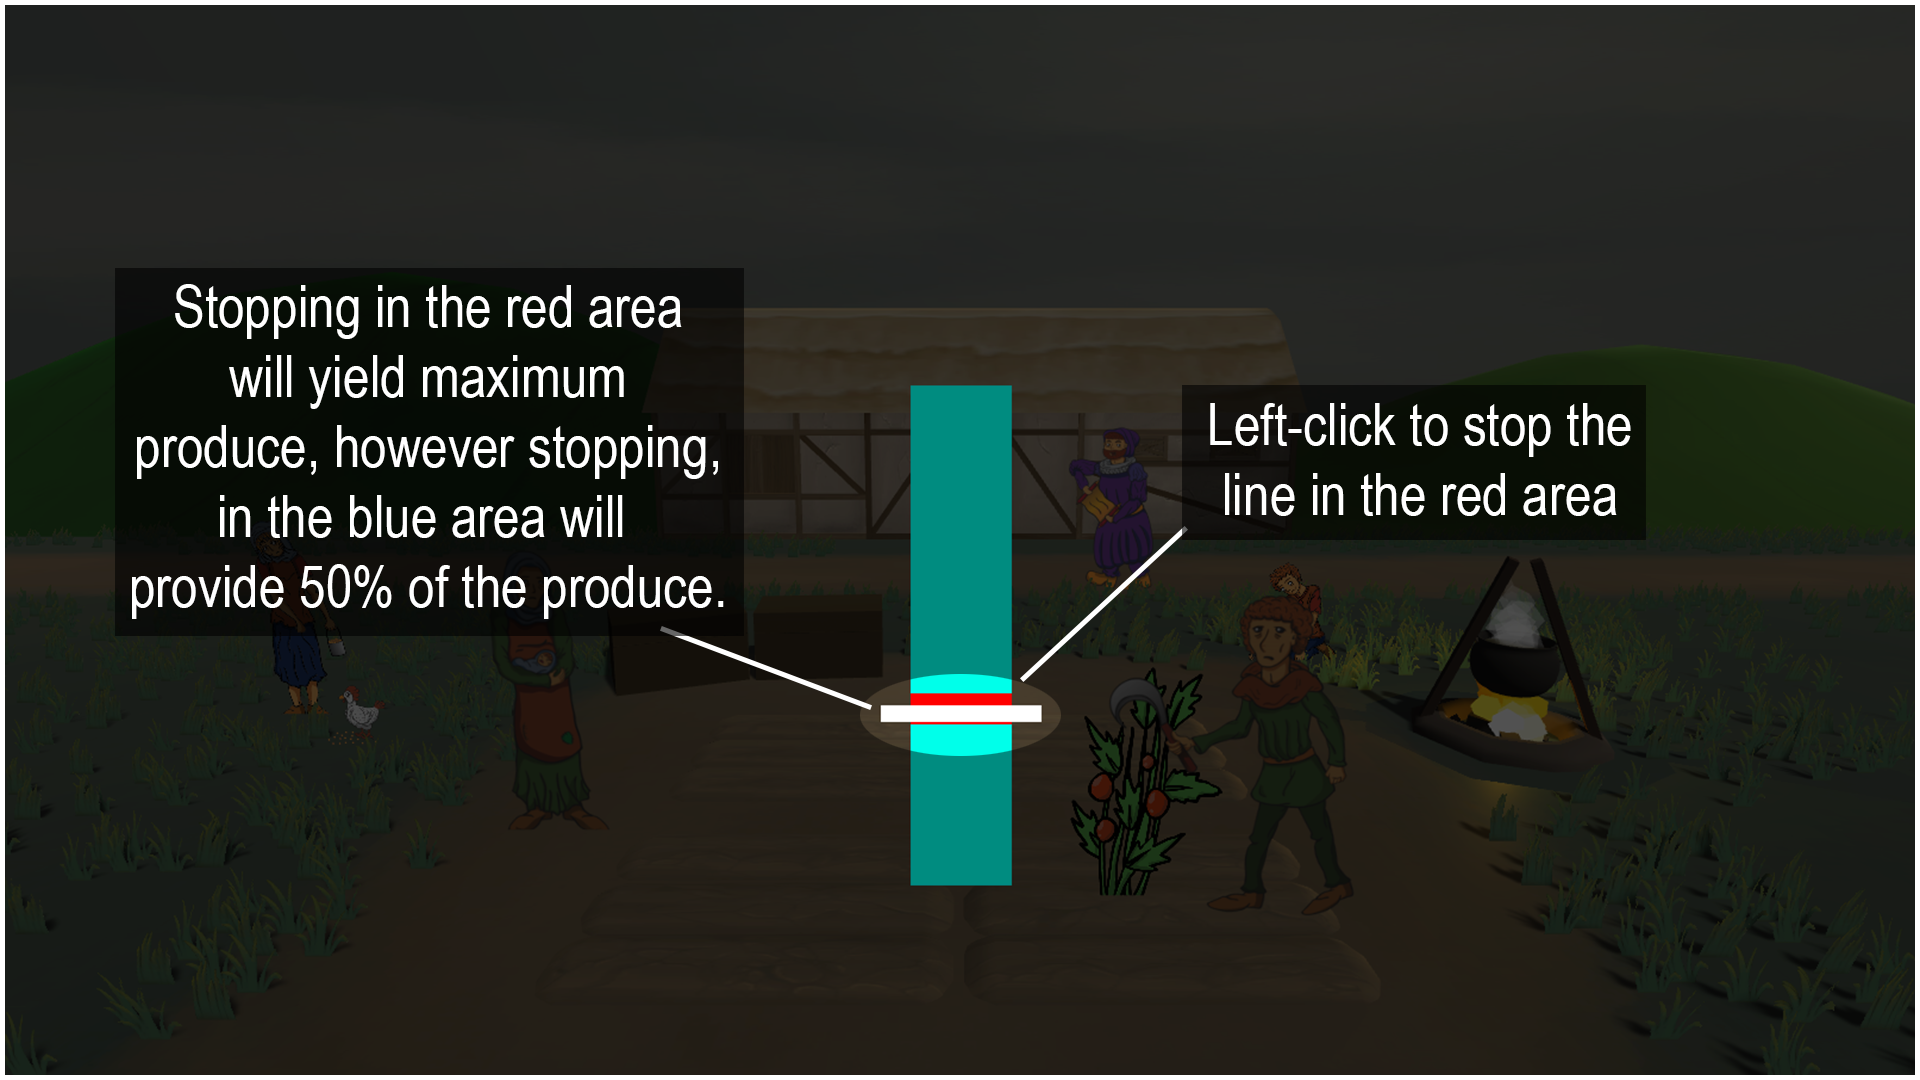 Stopping in the red area
will yield maximum
produce, however stopping,
in the blue area will
provide 50% of the produce.
Left-click to stop the
line in the red area